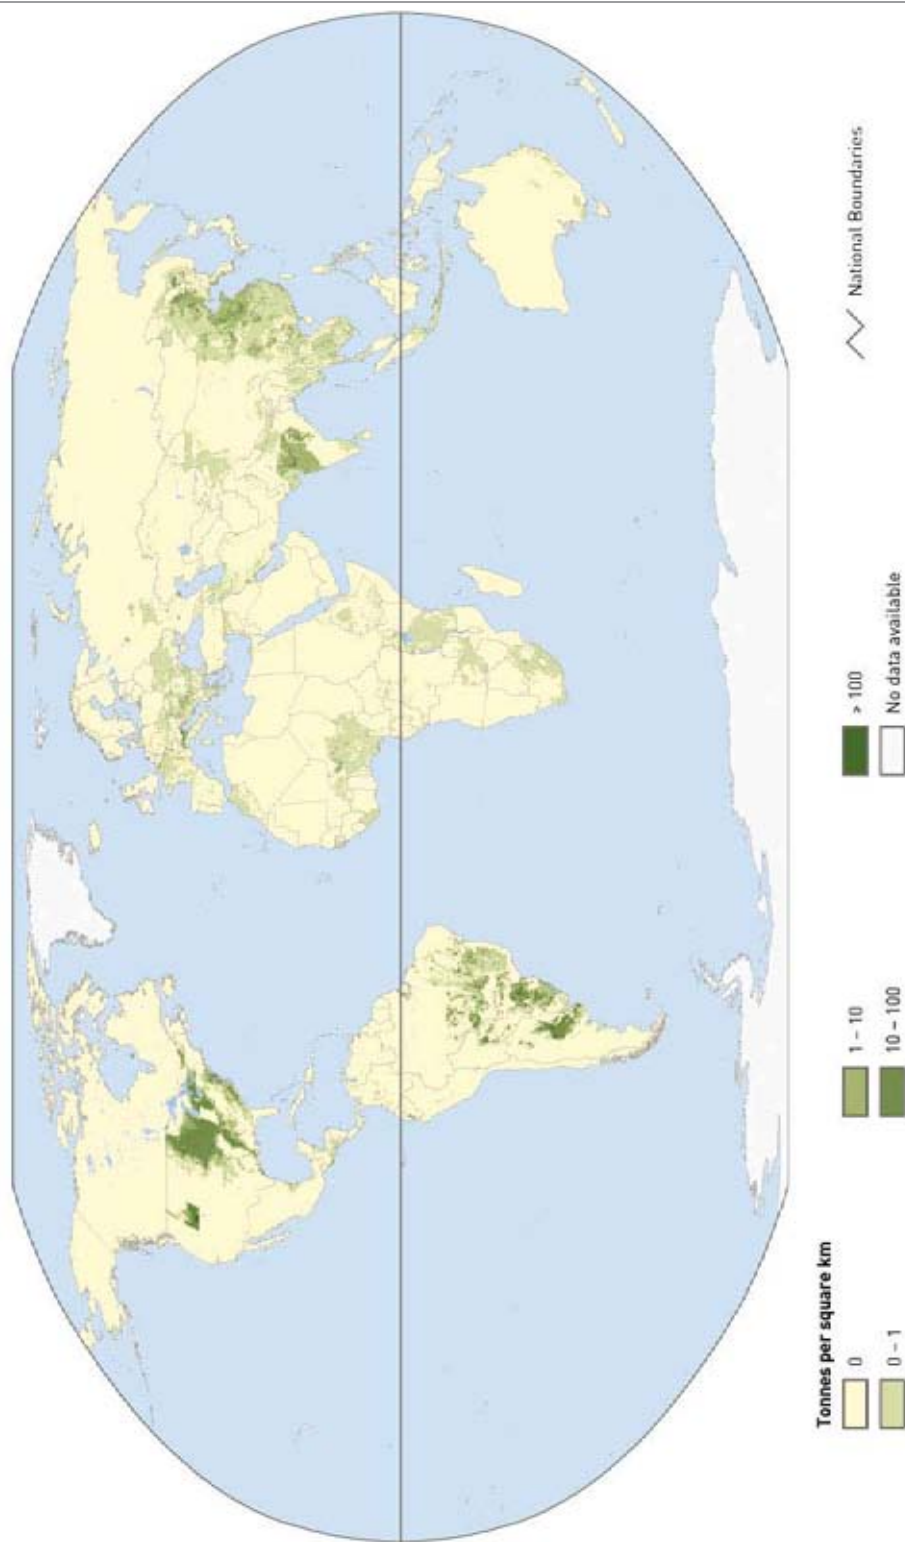 Tonnes per square km
0
0 – 1
1 – 10
10 – 100
> 100
No data available
National Boundaries